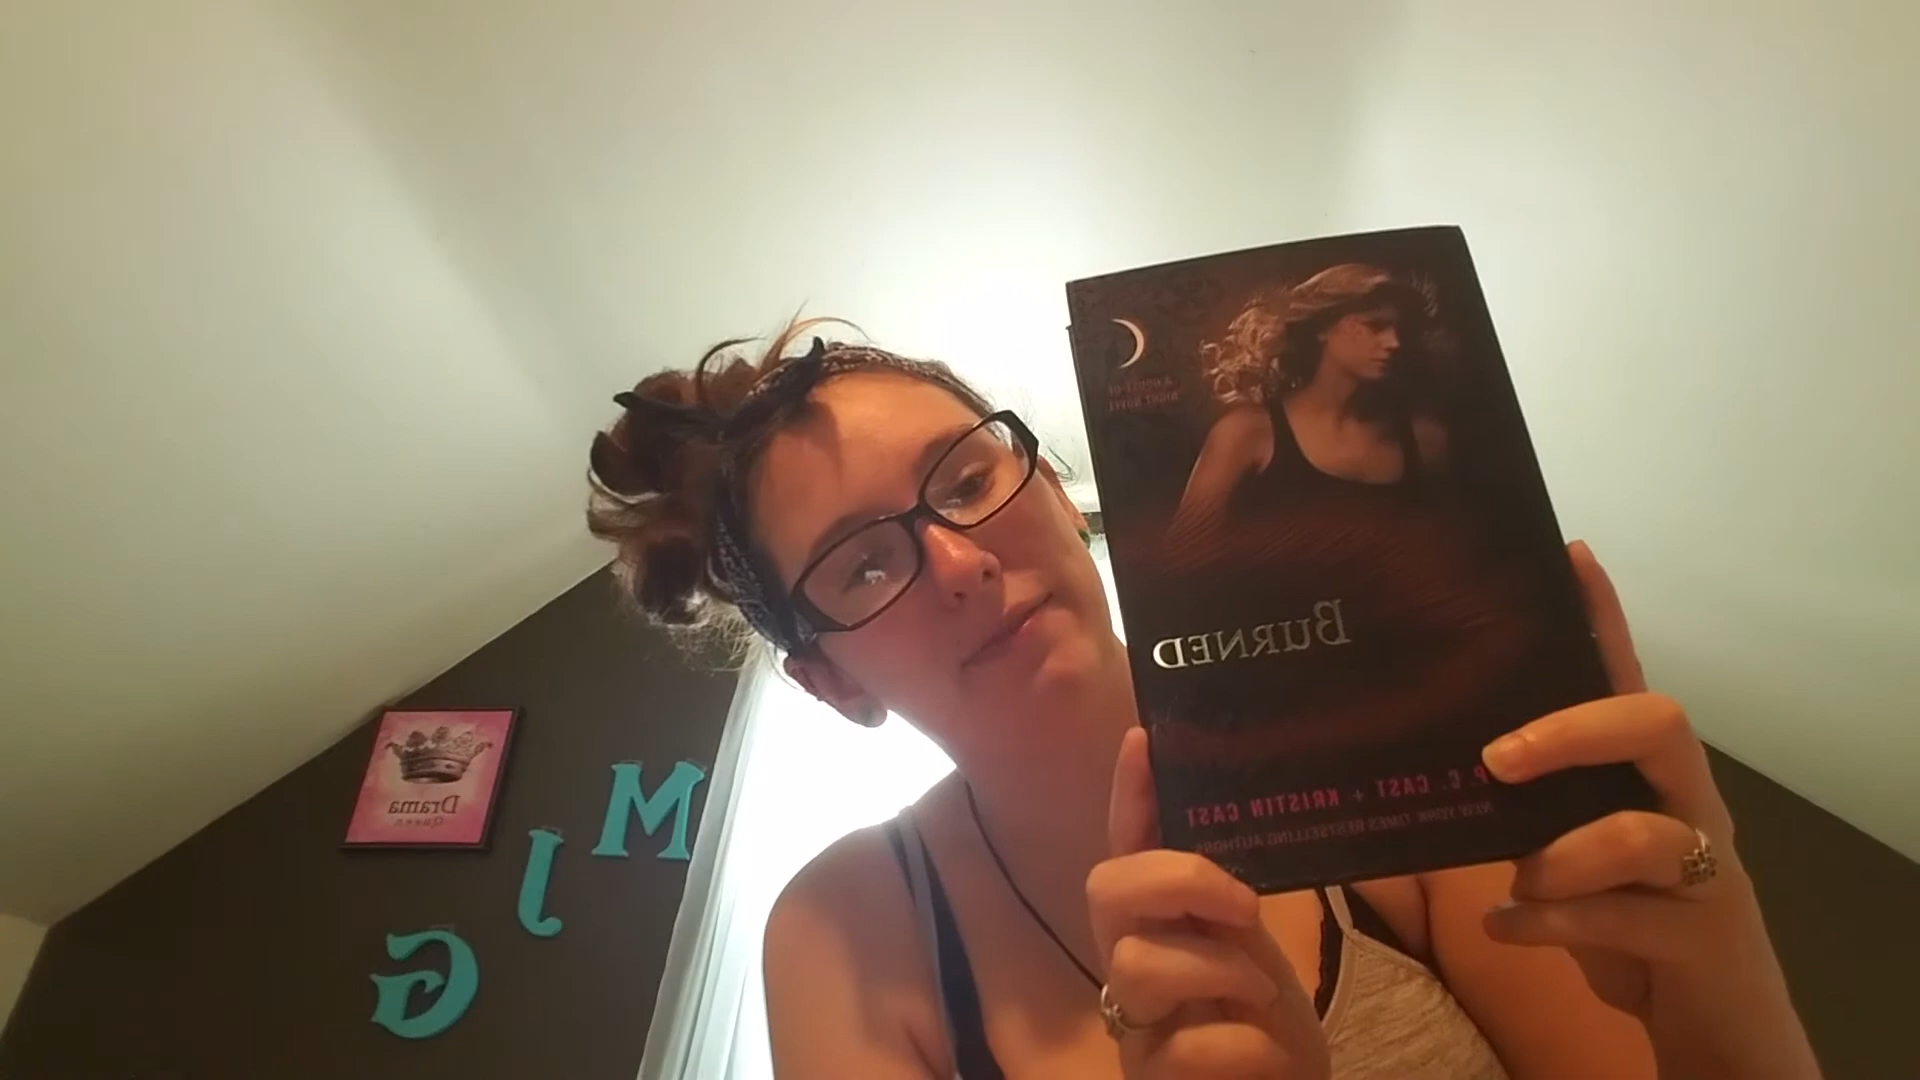 A HOUSE OF
NIGHT NOVEL
BURNED
P. C. CAST + KRISTIN CAST
NEW YORK TIMES BESTSELLING AUTHORS
Drama
Queen
M
J
G